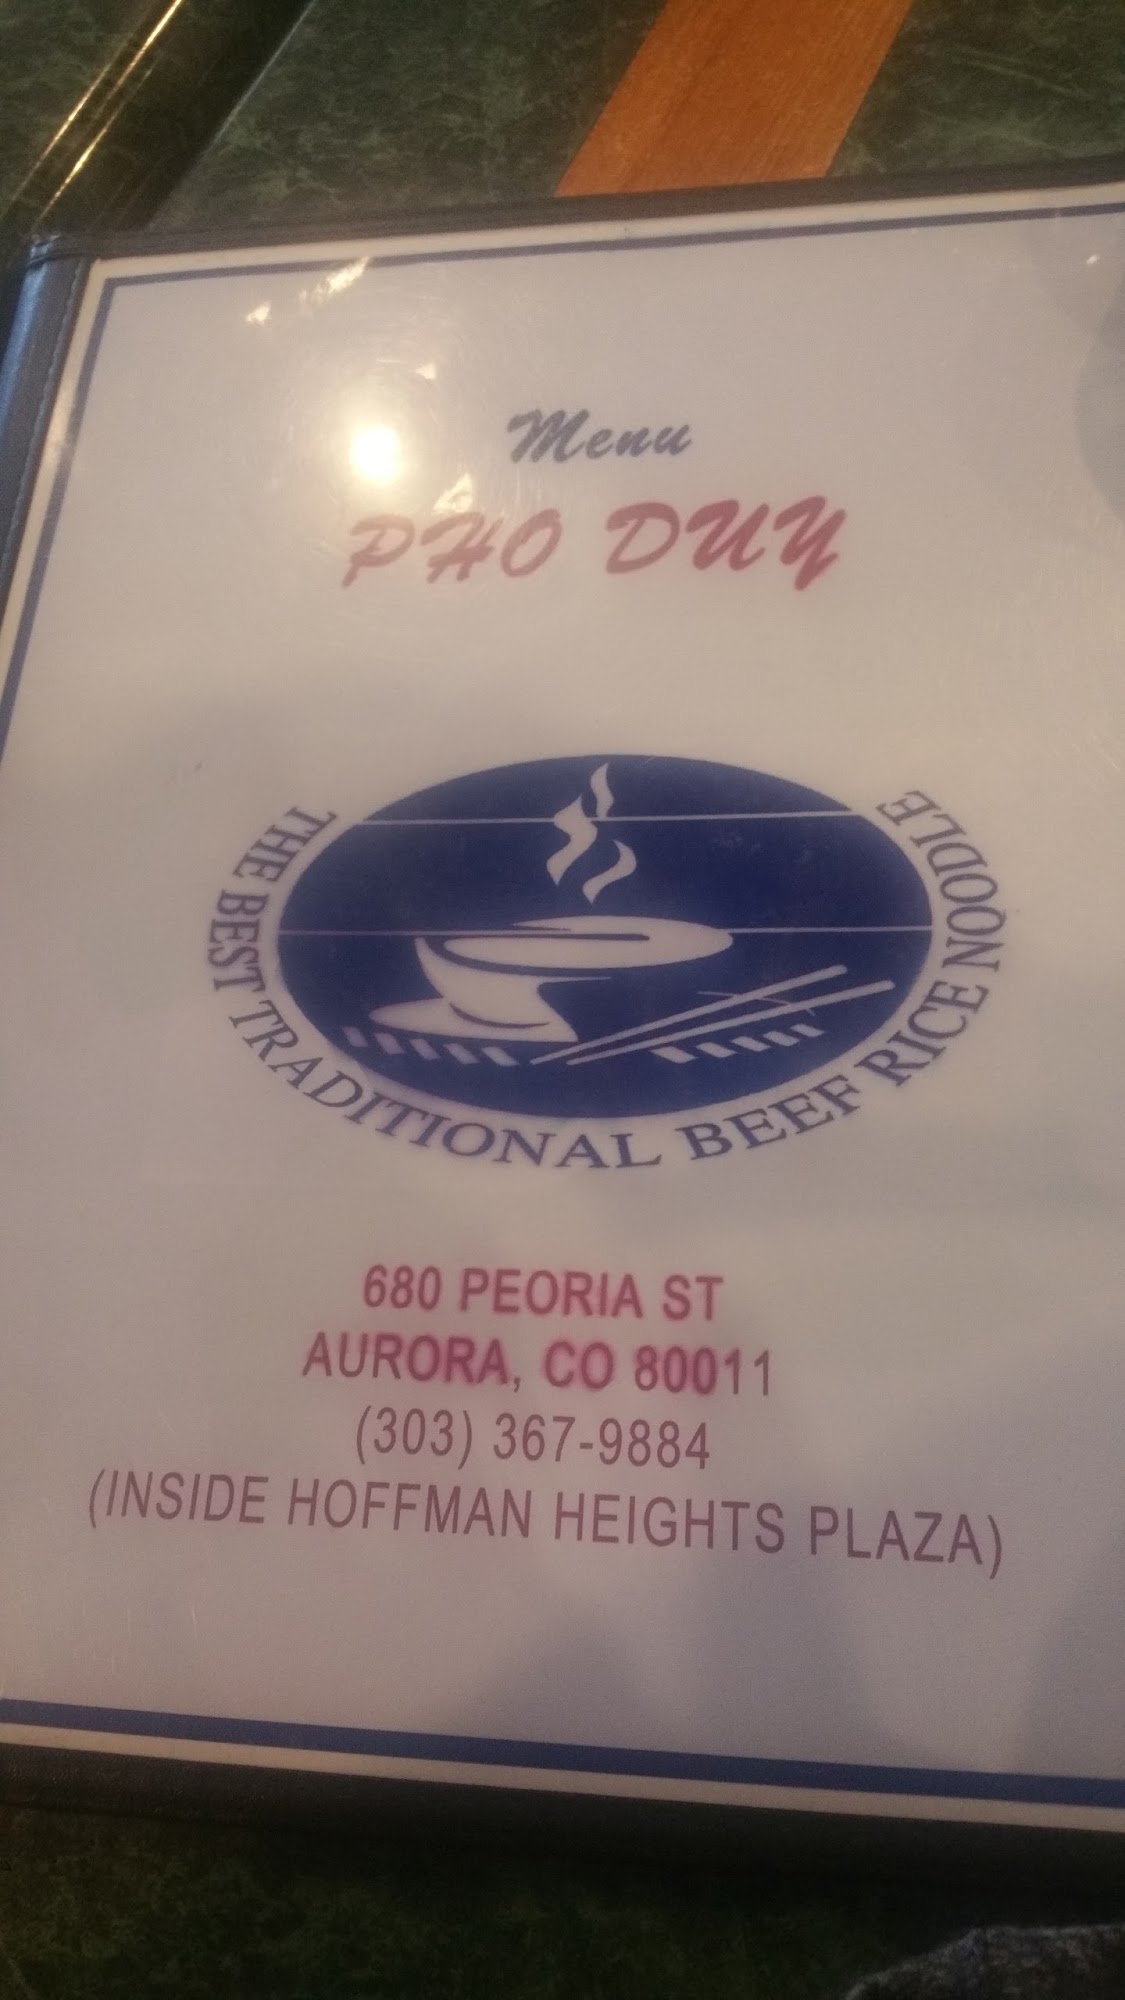 Menu
PHO DUY
THE BEST TRADITIONAL BEEF RICE NOODLE
680 PEORIA ST
AURORA, CO 80011
(303) 367-9884
(INSIDE HOFFMAN HEIGHTS PLAZA)